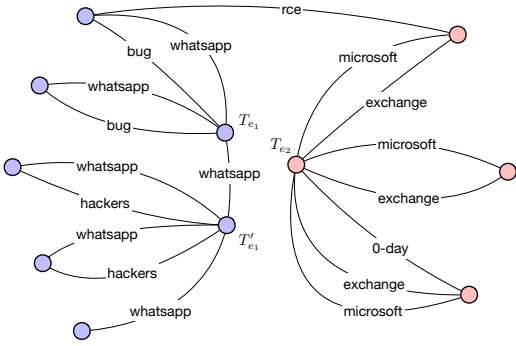 rce
whatsapp
bug
microsoft
whatsapp
exchange
bug
T_{e_1}
T_{e_2}
microsoft
whatsapp
whatsapp
exchange
hackers
whatsapp
T'_{e_1}
0-day
hackers
exchange
whatsapp
microsoft